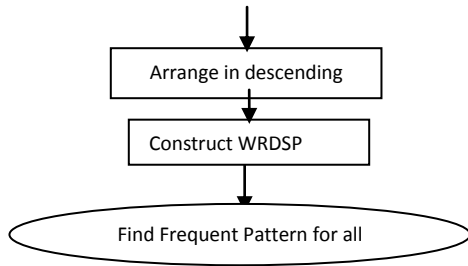 Arrange in descending
Construct WRDSP
Find Frequent Pattern for all